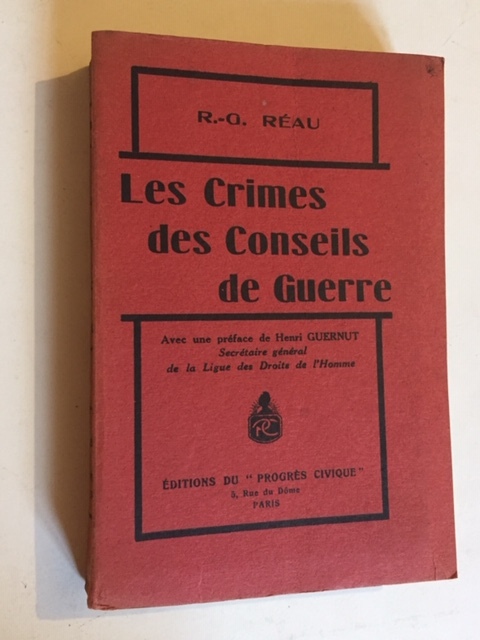 R.-G. RÉAU
Les Crimes
des Conseils
de Guerre
Avec une préface de Henri GUERNUT
Secrétaire général
de la Ligue des Droits de l'Homme
PC
ÉDITIONS DU "PROGRÈS CIVIQUE"
5, Rue du Dôme
PARIS